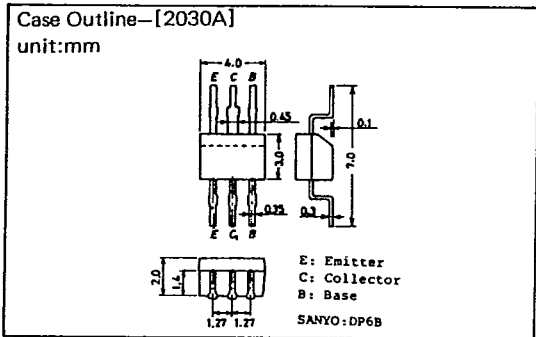 Case Outline—[2030A]
unit:mm
4.0
E C B
0.45
0.1
3.0
7.0
0.35
0.3
E C B
2.0
1.4
1.27 1.27
E: Emitter
C: Collector
B: Base
SANYO:DP6B